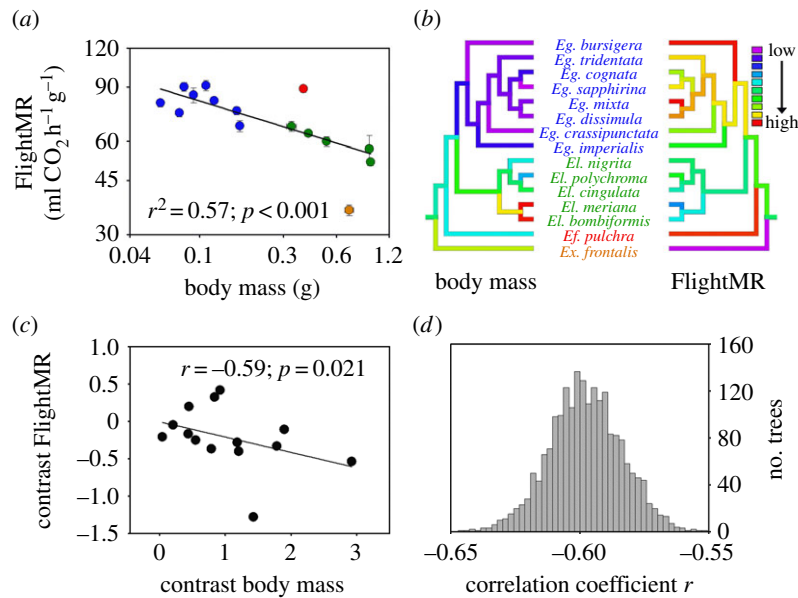 (a)
120
90
60
45
30
FlightMR
(ml CO₂ h⁻¹ g⁻¹)
r² = 0.57; p < 0.001
0.04 0.1 0.3 0.6 1.2
body mass (g)
(b)
Eg. bursigera
Eg. tridentata
Eg. cognata
Eg. sapphirina
Eg. mixta
Eg. dissimula
Eg. crassipunctata
Eg. imperialis
El. nigrita
El. polychroma
El. cingulata
El. meriana
El. bombiformis
Ef. pulchra
Ex. frontalis
low
high
body mass FlightMR
(c)
1.0
0.5
0
−0.5
−1.0
−1.5
contrast FlightMR
r = −0.59; p = 0.021
0 1 2 3
contrast body mass
(d)
160
120
80
40
0
no. trees
−0.65 −0.60 −0.55
correlation coefficient r